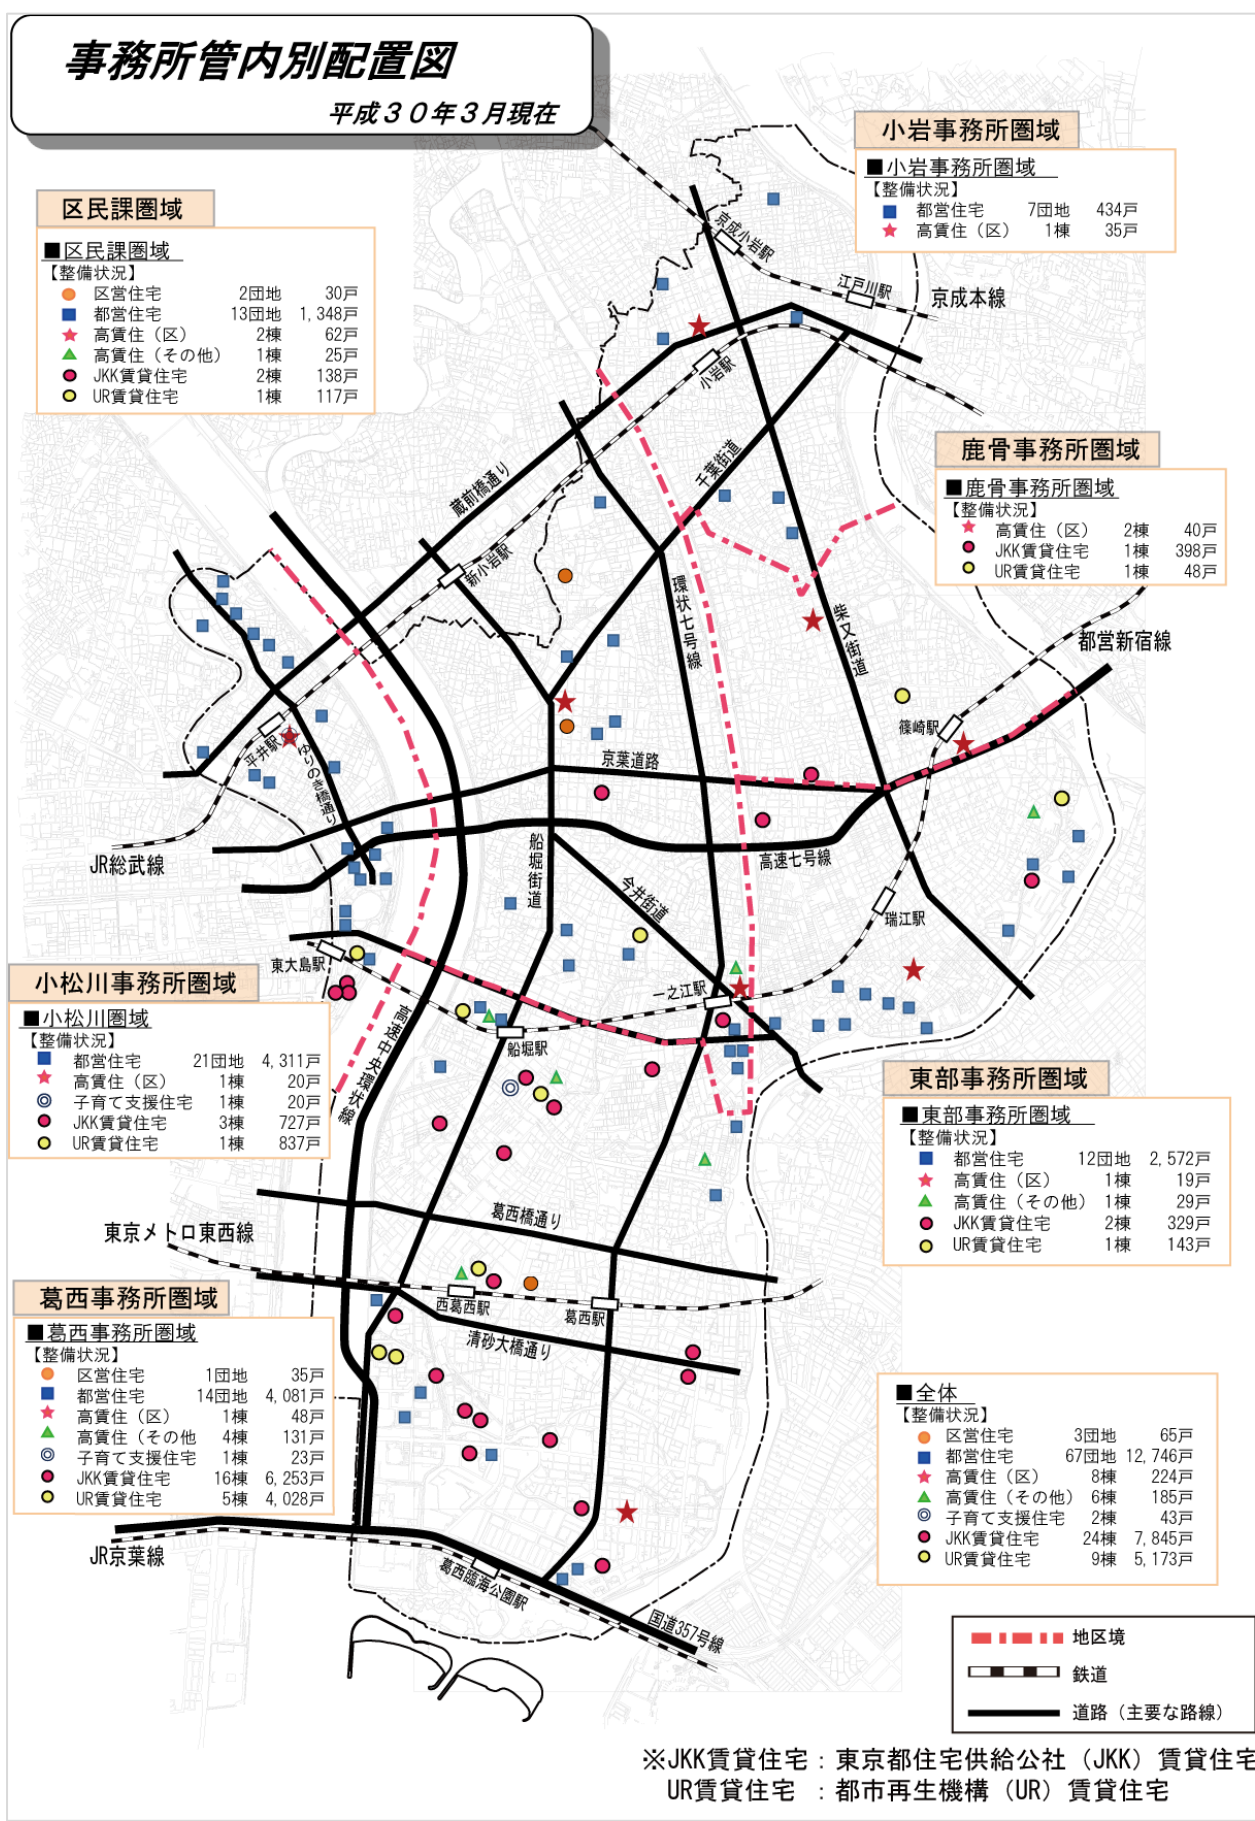 事務所管内別配置図
平成３０年３月現在
小岩事務所圏域
■小岩事務所圏域
【整備状況】
都営住宅 7団地 434戸
高賃住（区） 1棟 35戸
区民課圏域
■区民課圏域
【整備状況】
区営住宅 2団地 30戸
都営住宅 13団地 1,348戸
高賃住（区） 2棟 62戸
高賃住（その他） 1棟 25戸
JKK賃貸住宅 2棟 138戸
UR賃貸住宅 1棟 117戸
京成小岩駅
江戸川駅
京成本線
小岩駅
蔵前橋通り
千葉街道
新小岩駅
鹿骨事務所圏域
■鹿骨事務所圏域
【整備状況】
高賃住（区） 2棟 40戸
JKK賃貸住宅 1棟 398戸
UR賃貸住宅 1棟 48戸
環状七号線
柴又街道
都営新宿線
篠崎駅
平井駅
ゆりのき橋通り
京葉道路
JR総武線
船堀街道
高速七号線
今井街道
瑞江駅
東大島駅
一之江駅
船堀駅
高速中央環状線
小松川事務所圏域
■小松川圏域
【整備状況】
都営住宅 21団地 4,311戸
高賃住（区） 1棟 20戸
子育て支援住宅 1棟 20戸
JKK賃貸住宅 3棟 727戸
UR賃貸住宅 1棟 837戸
東部事務所圏域
■東部事務所圏域
【整備状況】
都営住宅 12団地 2,572戸
高賃住（区） 1棟 19戸
高賃住（その他） 1棟 29戸
JKK賃貸住宅 2棟 329戸
UR賃貸住宅 1棟 143戸
葛西橋通り
東京メトロ東西線
西葛西駅
葛西駅
清砂大橋通り
葛西事務所圏域
■葛西事務所圏域
【整備状況】
区営住宅 1団地 35戸
都営住宅 14団地 4,081戸
高賃住（区） 1棟 48戸
高賃住（その他 4棟 131戸
子育て支援住宅 1棟 23戸
JKK賃貸住宅 16棟 6,253戸
UR賃貸住宅 5棟 4,028戸
■全体
【整備状況】
区営住宅 3団地 65戸
都営住宅 67団地 12,746戸
高賃住（区） 8棟 224戸
高賃住（その他） 6棟 185戸
子育て支援住宅 2棟 43戸
JKK賃貸住宅 24棟 7,845戸
UR賃貸住宅 9棟 5,173戸
JR京葉線
葛西臨海公園駅
国道357号線
地区境
鉄道
道路（主要な路線）
※JKK賃貸住宅：東京都住宅供給公社（JKK）賃貸住宅
UR賃貸住宅 ：都市再生機構（UR）賃貸住宅